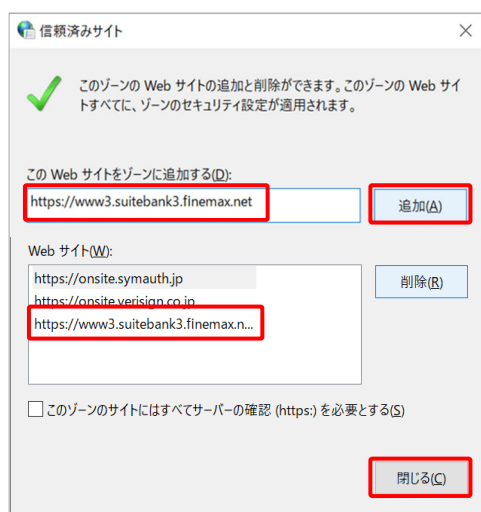 信頼済みサイト
このゾーンの Web サイトの追加と削除ができます。このゾーンの Web サイ
トすべてに、ゾーンのセキュリティ設定が適用されます。
この Web サイトをゾーンに追加する(D):
https://www3.suitebank3.finemax.net
追加(A)
Web サイト(W):
https://onsite.symauth.jp
削除(R)
https://onsite.verisign.co.jp
https://www3.suitebank3.finemax.n...
このゾーンのサイトにはすべてサーバーの確認 (https:) を必要とする(S)
閉じる(C)